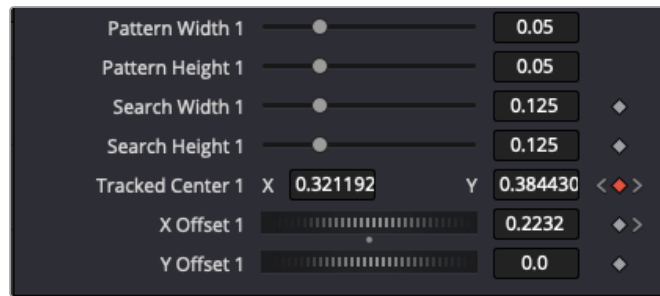 Pattern Width 1 0.05
Pattern Height 1 0.05
Search Width 1 0.125
Search Height 1 0.125
Tracked Center 1 X 0.321192 Y 0.384430
X Offset 1 0.2232
Y Offset 1 0.0